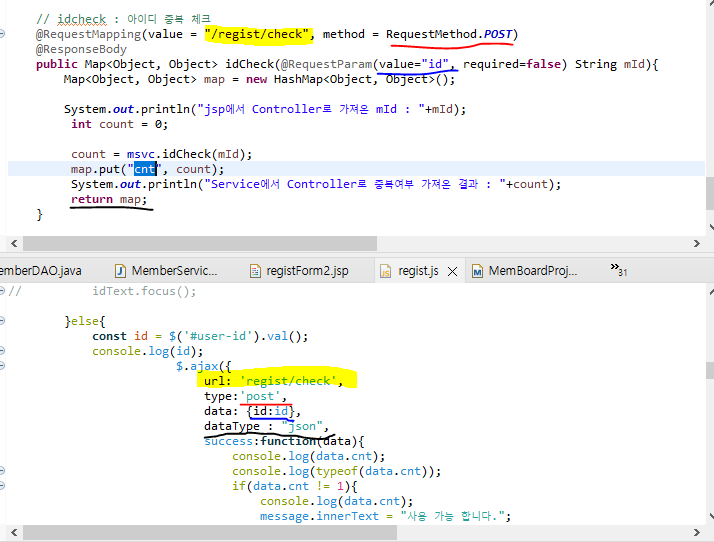 // idcheck : 아이디 중복 체크
@RequestMapping(value = "/regist/check", method = RequestMethod.POST)
@ResponseBody
public Map<Object, Object> idCheck(@RequestParam(value="id", required=false) String mId){
Map<Object, Object> map = new HashMap<Object, Object>();
System.out.println("jsp에서 Controller로 가져온 mId : "+mId);
int count = 0;
count = msvc.idCheck(mId);
map.put("cnt", count);
System.out.println("Service에서 Controller로 중복여부 가져온 결과 : "+count);
return map;
}
emberDAO.java MemberServic... registForm2.jsp regist.js MemBoardProj... »31
// idText.focus();
}else{
const id = $('#user-id').val();
console.log(id);
$.ajax({
url: 'regist/check',
type:'post',
data: {id:id},
dataType : "json",
success:function(data){
console.log(data.cnt);
console.log(typeof(data.cnt));
if(data.cnt != 1){
console.log(data.cnt);
message.innerText = "사용 가능 합니다.";